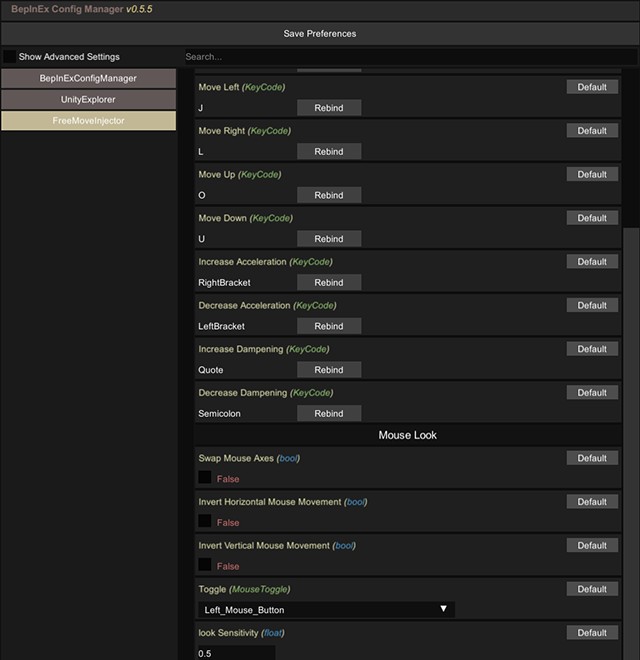 BepInEx Config Manager v0.5.5
Save Preferences
Show Advanced Settings
Search...
BepInExConfigManager
UnityExplorer
FreeMoveInjector
Move Left (KeyCode) Default
J Rebind
Move Right (KeyCode) Default
L Rebind
Move Up (KeyCode) Default
O Rebind
Move Down (KeyCode) Default
U Rebind
Increase Acceleration (KeyCode) Default
RightBracket Rebind
Decrease Acceleration (KeyCode) Default
LeftBracket Rebind
Increase Dampening (KeyCode) Default
Quote Rebind
Decrease Dampening (KeyCode) Default
Semicolon Rebind
Mouse Look
Swap Mouse Axes (bool) Default
False
Invert Horizontal Mouse Movement (bool) Default
False
Invert Vertical Mouse Movement (bool) Default
False
Toggle (MouseToggle) Default
Left_Mouse_Button ▼
look Sensitivity (float) Default
0.5